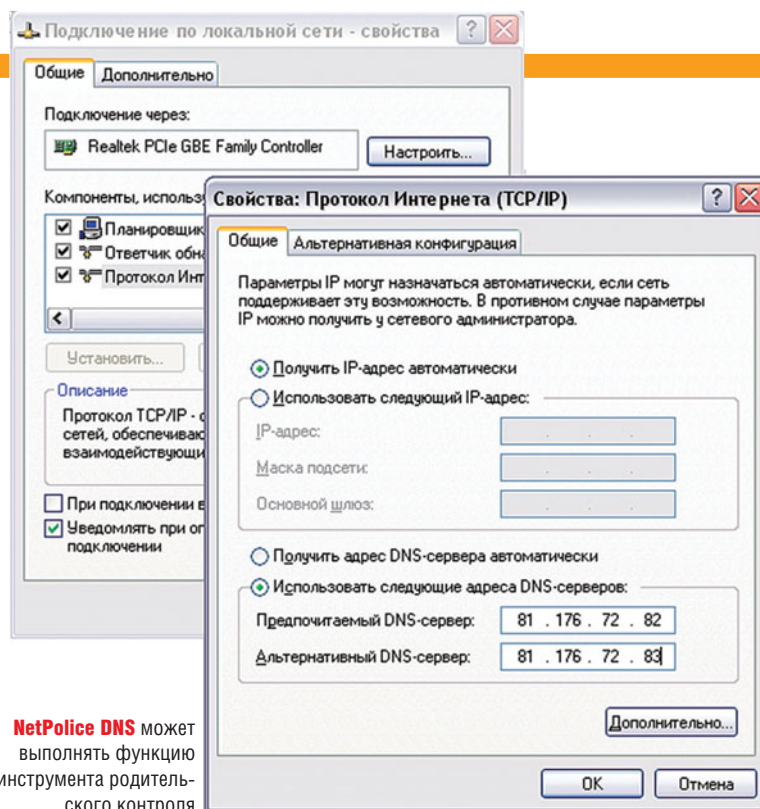 Подключение по локальной сети - свойства
Общие
Дополнительно
Подключение через:
Realtek PCIe GBE Family Controller
Настроить...
Компоненты, использу
Планировщик
Ответчик обна
Протокол Инт
Установить...
Описание
Протокол TCP/IP - с
сетей, обеспечиваю
взаимодействующи
При подключении в
Уведомлять при ог
подключении
Свойства: Протокол Интернета (TCP/IP)
Общие
Альтернативная конфигурация
Параметры IP могут назначаться автоматически, если сеть
поддерживает эту возможность. В противном случае параметры
IP можно получить у сетевого администратора.
Получить IP-адрес автоматически
Использовать следующий IP-адрес:
IP-адрес:
Маска подсети:
Основной шлюз:
Получить адрес DNS-сервера автоматически
Использовать следующие адреса DNS-серверов:
Предпочитаемый DNS-сервер:
81 . 176 . 72 . 82
Альтернативный DNS-сервер:
81 . 176 . 72 . 83
Дополнительно...
OK
Отмена
NetPolice DNS может
выполнять функцию
инструмента родитель-
ского контроля